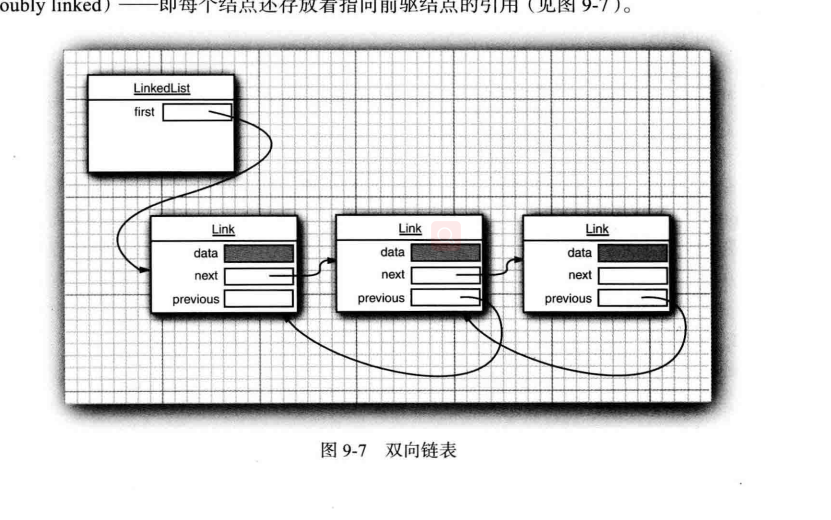 oubly linked）——即每个结点还存放着指向前驱结点的引用（见图 9-7）。
LinkedList
first
Link
Link
Link
data
data
data
next
next
next
previous
previous
previous
图 9-7 双向链表